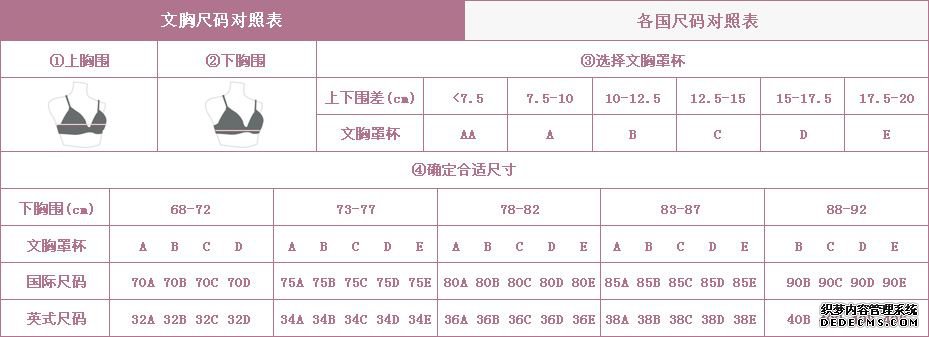 文胸尺码对照表 各国尺码对照表
①上胸围 ②下胸围 ③选择文胸罩杯
上下围差(cm) <7.5 7.5-10 10-12.5 12.5-15 15-17.5 17.5-20
文胸罩杯 AA A B C D E
④确定合适尺寸
下胸围(cm) 68-72 73-77 78-82 83-87 88-92
文胸罩杯 A B C D A B C D E A B C D E A B C D E B C D E
国际尺码 70A 70B 70C 70D 75A 75B 75C 75D 75E 80A 80B 80C 80D 80E 85A 85B 85C 85D 85E 90B 90C 90D 90E
英式尺码 32A 32B 32C 32D 34A 34B 34C 34D 34E 36A 36B 36C 36D 36E 38A 38B 38C 38D 38E 40B
织梦内容管理系统
DEDECMS.COM